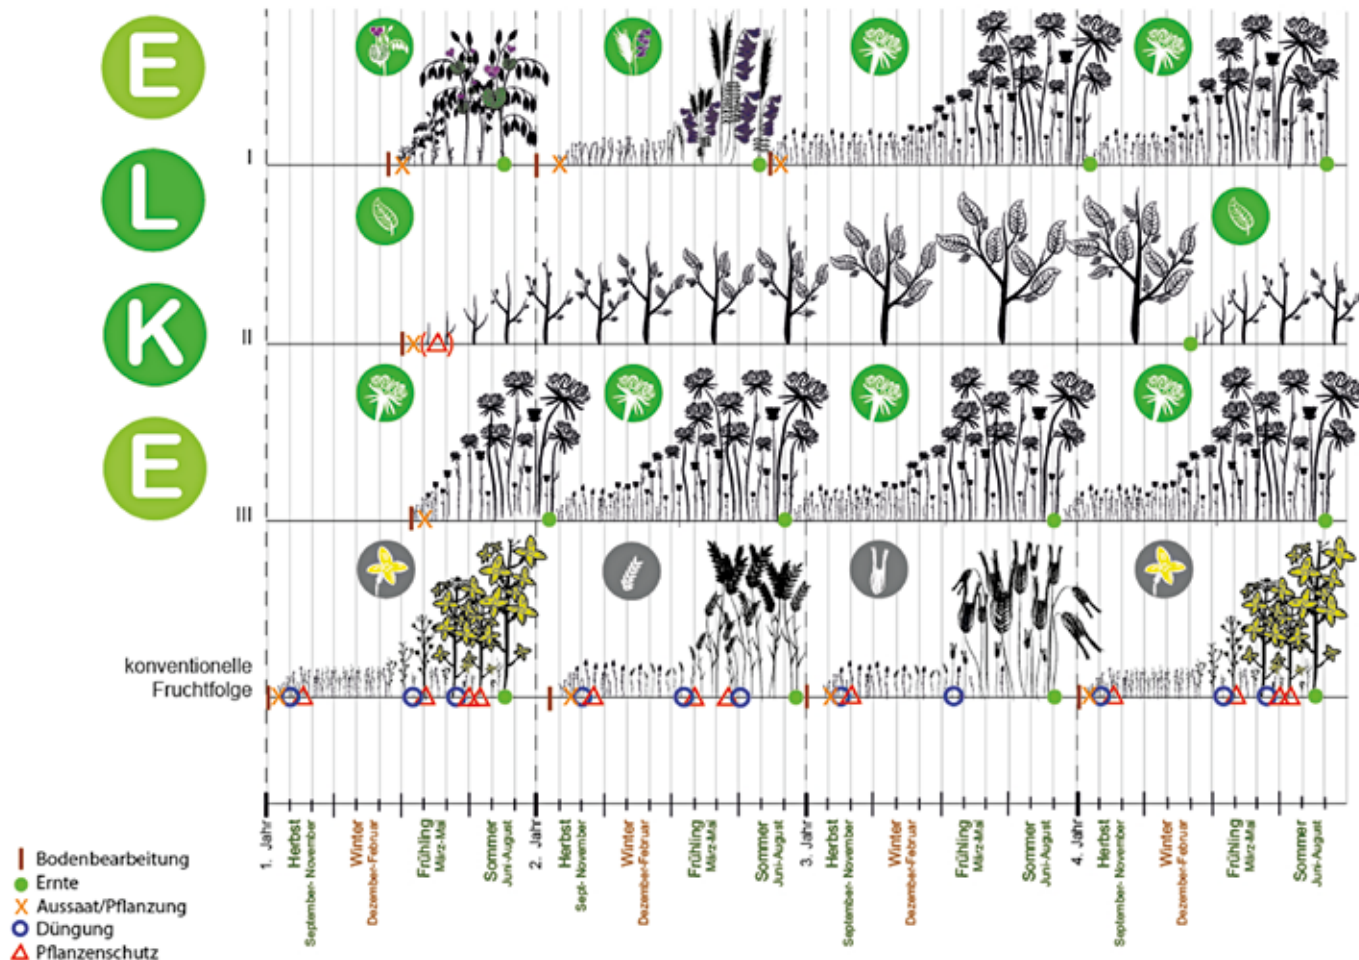 E
L
K
E
I
II
III
konventionelle
Fruchtfolge
1. Jahr
Herbst
September- November
Winter
Dezember-Februar
Frühling
März-Mai
Sommer
Juni-August
2. Jahr
Herbst
Sept- November
Winter
Dezember-Februar
Frühling
März-Mai
Sommer
Juni-August
3. Jahr
Herbst
September- November
Winter
Dezember-Februar
Frühling
März-Mai
Sommer
Juni-August
4. Jahr
Herbst
September- November
Winter
Dezember-Februar
Frühling
März-Mai
Sommer
Juni-August
Bodenbearbeitung
Ernte
Aussaat/Pflanzung
Düngung
Pflanzenschutz